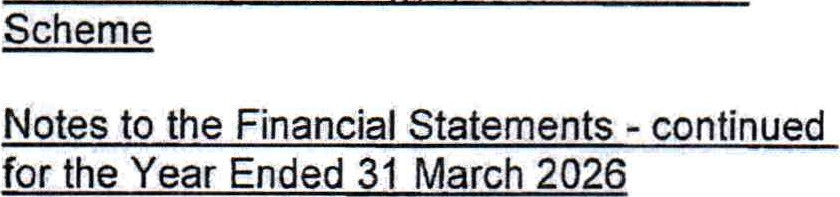 Scheme
Notes to the Financial Statements - continued
for the Year Ended 31 March 2026